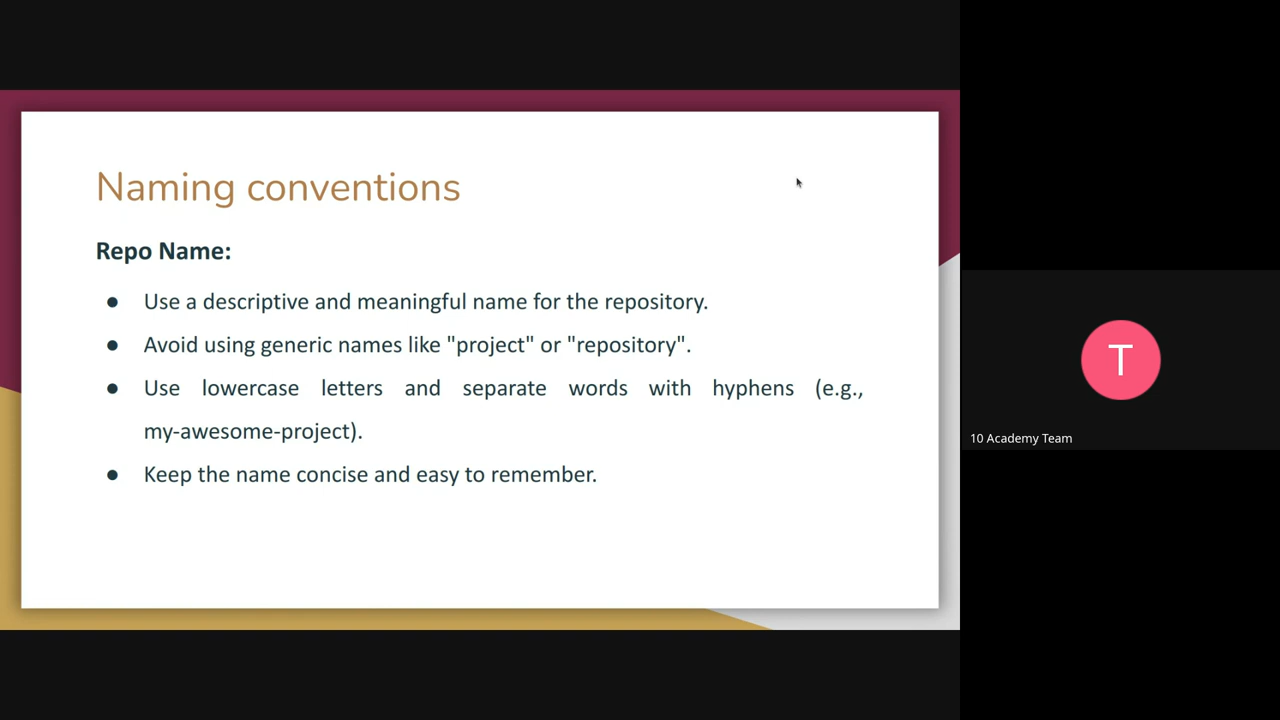 Naming conventions
Repo Name:
● Use a descriptive and meaningful name for the repository.
● Avoid using generic names like "project" or "repository".
● Use lowercase letters and separate words with hyphens (e.g.,
my-awesome-project).
● Keep the name concise and easy to remember.
T
10 Academy Team